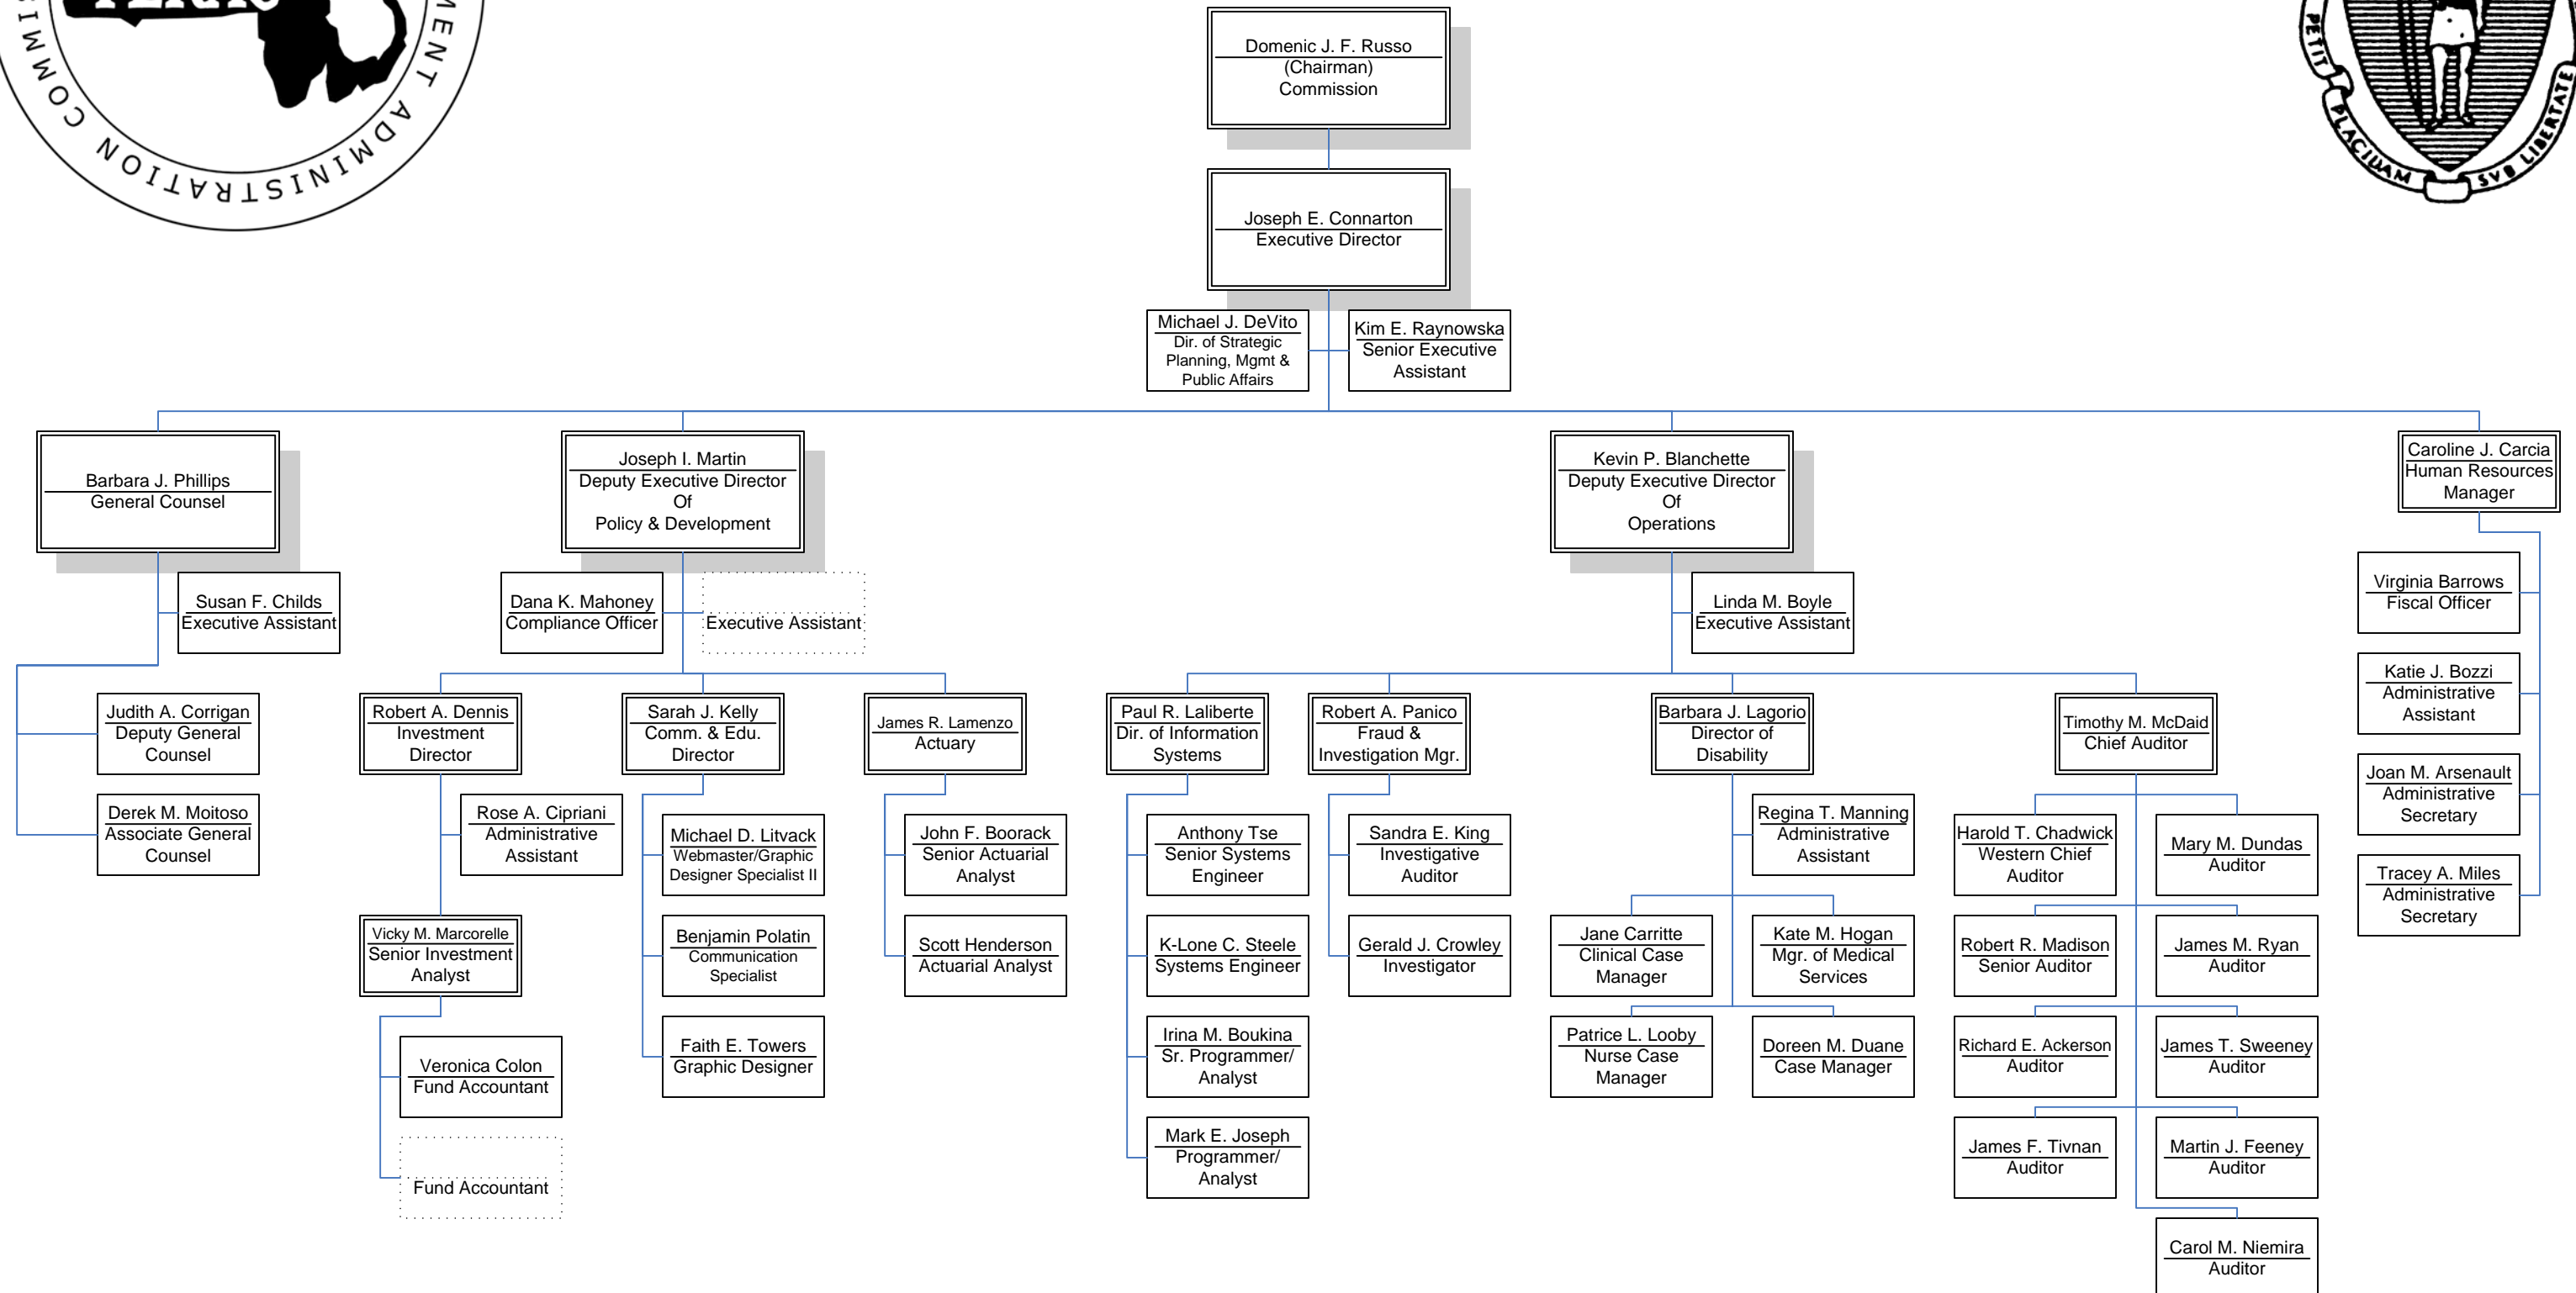 PERAC
MENT ADMINISTRATION COMMIS
PETIT PLACIDAM SVB LIBERTATE
Domenic J. F. Russo
(Chairman)
Commission
Joseph E. Connarton
Executive Director
Michael J. DeVito
Dir. of Strategic
Planning, Mgmt &
Public Affairs
Kim E. Raynowska
Senior Executive
Assistant
Barbara J. Phillips
General Counsel
Joseph I. Martin
Deputy Executive Director
Of
Policy & Development
Kevin P. Blanchette
Deputy Executive Director
Of
Operations
Caroline J. Carcia
Human Resources
Manager
Susan F. Childs
Executive Assistant
Dana K. Mahoney
Compliance Officer
Executive Assistant
Linda M. Boyle
Executive Assistant
Virginia Barrows
Fiscal Officer
Katie J. Bozzi
Administrative
Assistant
Joan M. Arsenault
Administrative
Secretary
Tracey A. Miles
Administrative
Secretary
Judith A. Corrigan
Deputy General
Counsel
Derek M. Moitoso
Associate General
Counsel
Robert A. Dennis
Investment
Director
Rose A. Cipriani
Administrative
Assistant
Vicky M. Marcorelle
Senior Investment
Analyst
Veronica Colon
Fund Accountant
Fund Accountant
Sarah J. Kelly
Comm. & Edu.
Director
Michael D. Litvack
Webmaster/Graphic
Designer Specialist II
Benjamin Polatin
Communication
Specialist
Faith E. Towers
Graphic Designer
James R. Lamenzo
Actuary
John F. Boorack
Senior Actuarial
Analyst
Scott Henderson
Actuarial Analyst
Paul R. Laliberte
Dir. of Information
Systems
Anthony Tse
Senior Systems
Engineer
K-Lone C. Steele
Systems Engineer
Irina M. Boukina
Sr. Programmer/
Analyst
Mark E. Joseph
Programmer/
Analyst
Robert A. Panico
Fraud &
Investigation Mgr.
Sandra E. King
Investigative
Auditor
Gerald J. Crowley
Investigator
Barbara J. Lagorio
Director of
Disability
Regina T. Manning
Administrative
Assistant
Jane Carritte
Clinical Case
Manager
Kate M. Hogan
Mgr. of Medical
Services
Patrice L. Looby
Nurse Case
Manager
Doreen M. Duane
Case Manager
Timothy M. McDaid
Chief Auditor
Harold T. Chadwick
Western Chief
Auditor
Mary M. Dundas
Auditor
Robert R. Madison
Senior Auditor
James M. Ryan
Auditor
Richard E. Ackerson
Auditor
James T. Sweeney
Auditor
James F. Tivnan
Auditor
Martin J. Feeney
Auditor
Carol M. Niemira
Auditor